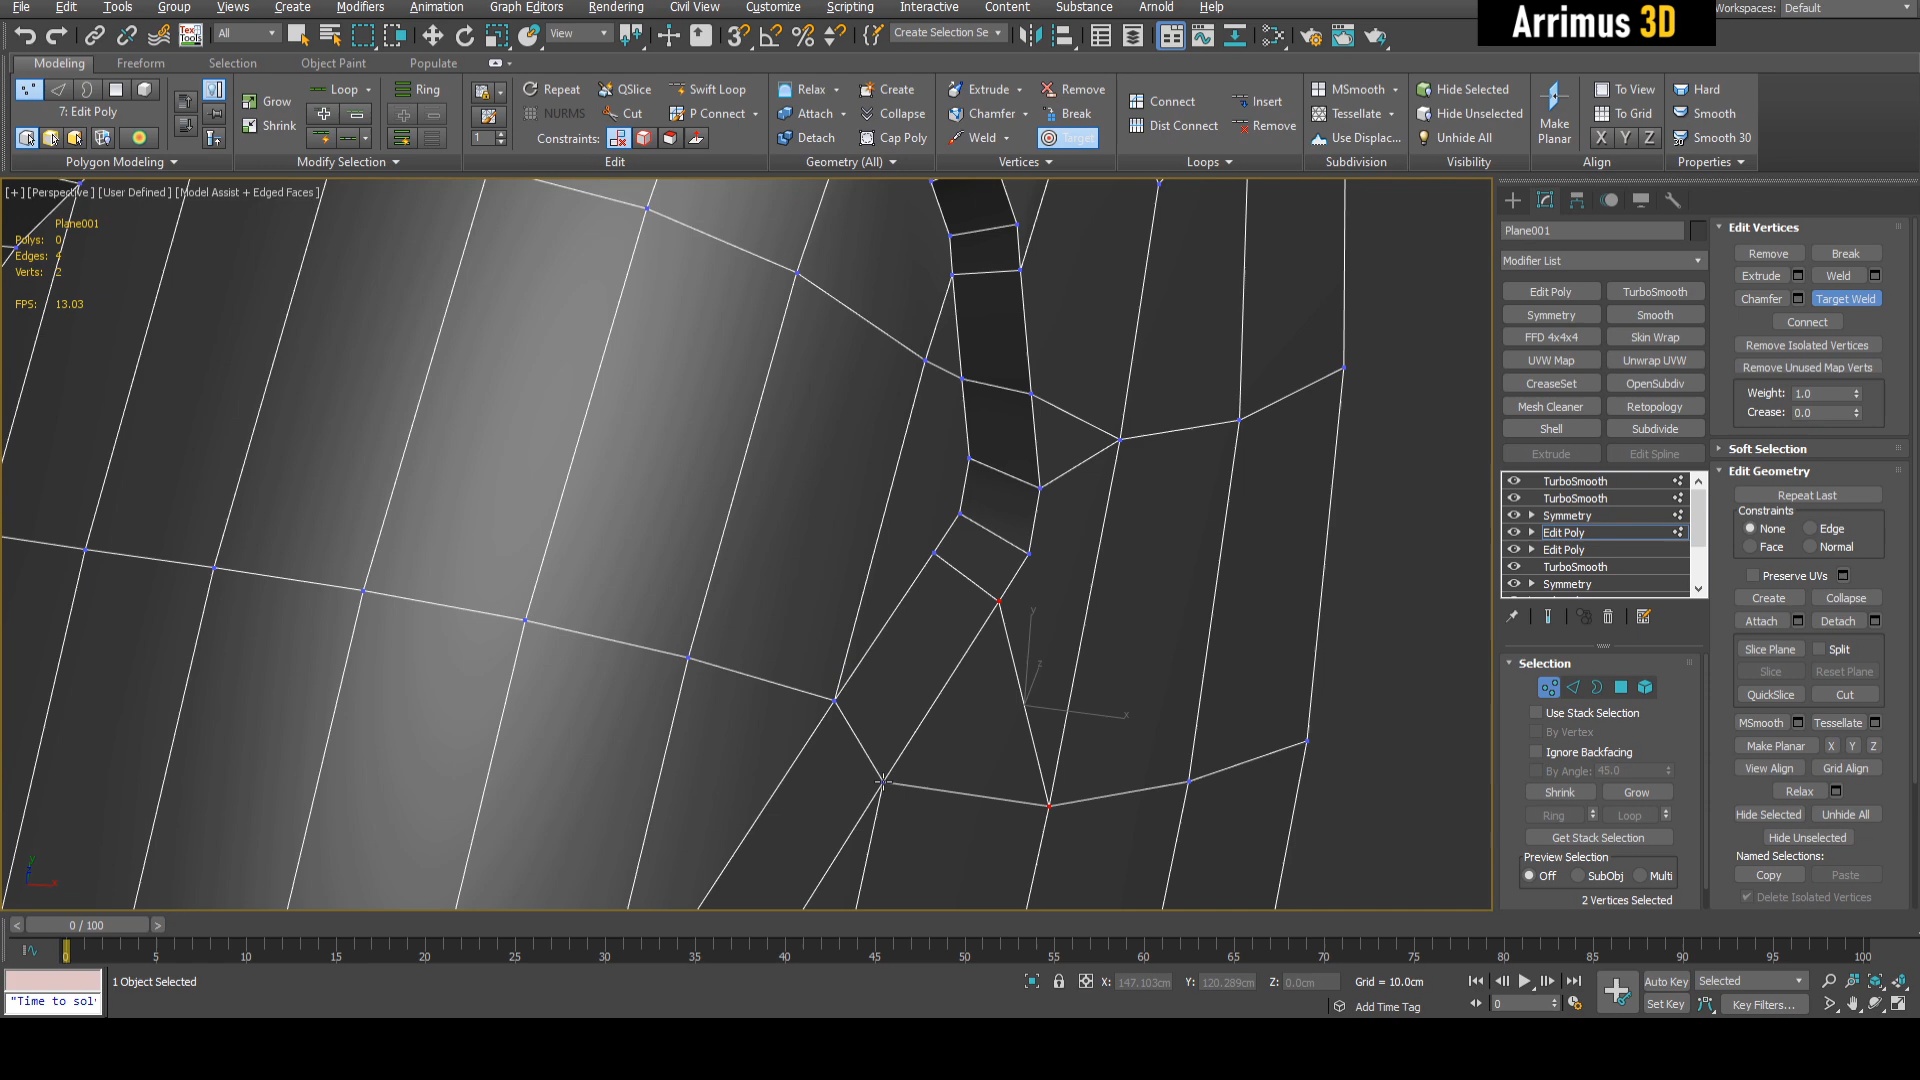 File Edit Tools Group Views Create Modifiers Animation Graph Editors Rendering Civil View Customize Scripting Interactive Content Substance Arnold Help
Workspaces: Default
Arrimus 3D
All
View
Create Selection Se
Modeling Freeform Selection Object Paint Populate
7: Edit Poly
Polygon Modeling
Grow
Shrink
Loop
Ring
Modify Selection
1
Repeat QSlice Swift Loop
NURMS Cut P Connect
Constraints:
Edit
Relax Create
Attach Collapse
Detach Cap Poly
Geometry (All)
Extrude Remove
Chamfer Break
Weld Target
Vertices
Connect Insert
Dist Connect Remove
Loops
MSmooth
Tessellate
Use Displac...
Subdivision
Hide Selected
Hide Unselected
Unhide All
Visibility
Make
Planar
To View
To Grid
X Y Z
Align
Hard
Smooth
Smooth 30
Properties
[+] [Perspective] [User Defined] [Model Assist + Edged Faces]
Plane001
Polys: 0
Edges: 4
Verts: 2
FPS: 13.03
y
z
x
y
x
Plane001
Modifier List
Edit Poly TurboSmooth
Symmetry Smooth
FFD 4x4x4 Skin Wrap
UVW Map Unwrap UVW
CreaseSet OpenSubdiv
Mesh Cleaner Retopology
Shell Subdivide
Extrude Edit Spline
TurboSmooth
TurboSmooth
Symmetry
Edit Poly
Edit Poly
TurboSmooth
Symmetry
Selection
Use Stack Selection
By Vertex
Ignore Backfacing
By Angle: 45.0
Shrink Grow
Ring Loop
Get Stack Selection
Preview Selection
Off SubObj Multi
2 Vertices Selected
Edit Vertices
Remove Break
Extrude Weld
Chamfer Target Weld
Connect
Remove Isolated Vertices
Remove Unused Map Verts
Weight: 1.0
Crease: 0.0
Soft Selection
Edit Geometry
Repeat Last
Constraints
None Edge
Face Normal
Preserve UVs
Create Collapse
Attach Detach
Slice Plane Split
Slice Reset Plane
QuickSlice Cut
MSmooth Tessellate
Make Planar X Y Z
View Align Grid Align
Relax
Hide Selected Unhide All
Hide Unselected
Named Selections:
Copy Paste
Delete Isolated Vertices
< 0 / 100 >
0 5 10 15 20 25 30 35 40 45 50 55 60 65 70 75 80 85 90 95 100
"Time to sol
1 Object Selected
X: 147.103cm Y: 120.289cm Z: 0.0cm Grid = 10.0cm
Add Time Tag
0
Auto Key Selected
Set Key Key Filters...